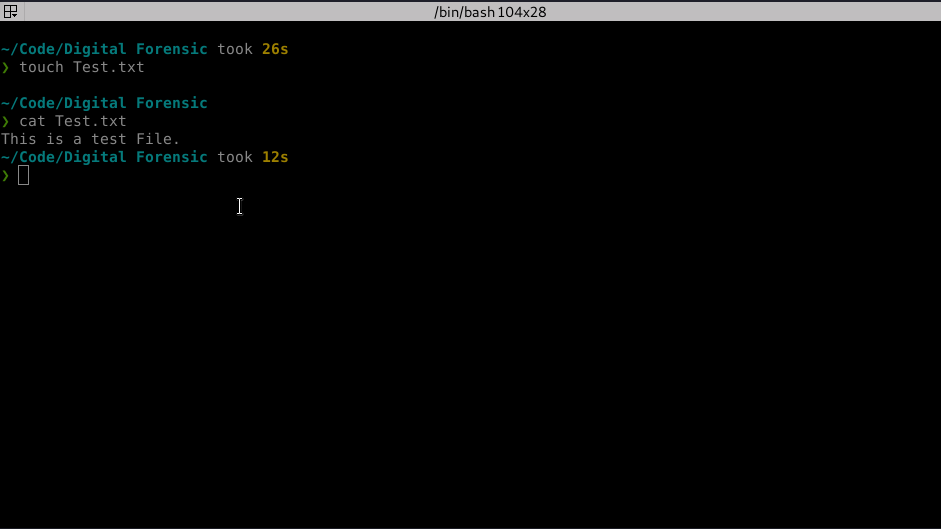 /bin/bash 104x28
~/Code/Digital Forensic took 26s
❯ touch Test.txt
~/Code/Digital Forensic
❯ cat Test.txt
This is a test File.
~/Code/Digital Forensic took 12s
❯